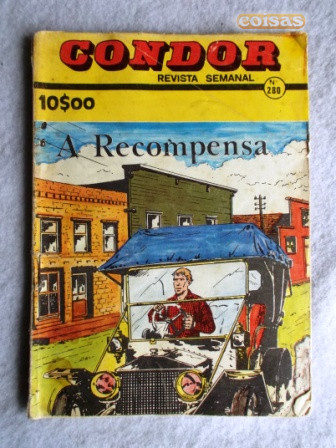 coisas
CONDOR
REVISTA SEMANAL
Nº
280
10$00
A Recompensa